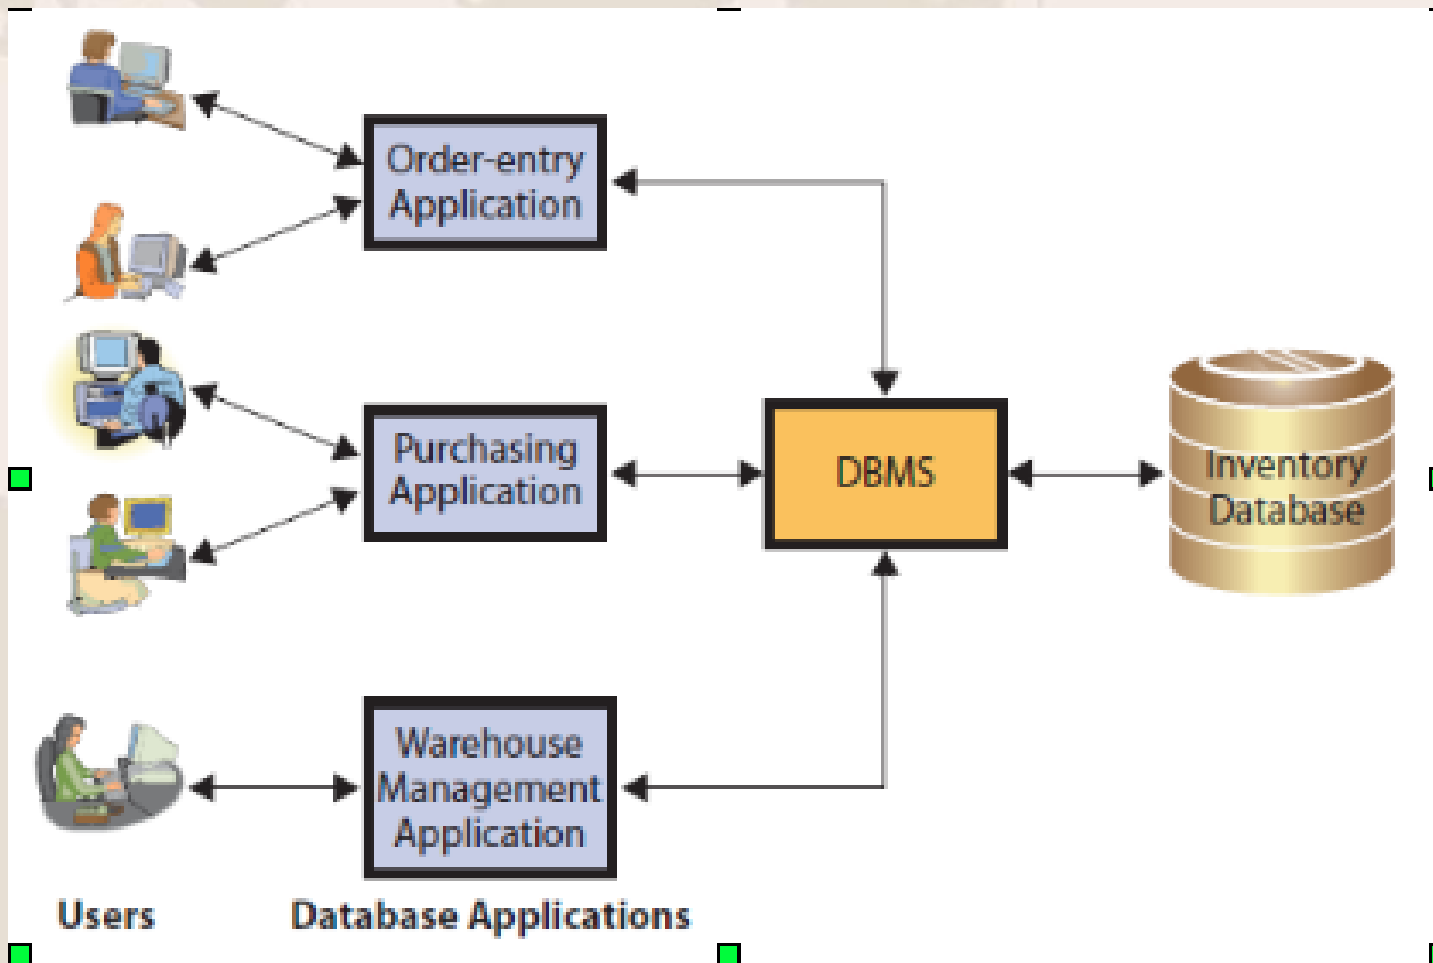 Order-entry
Application
Purchasing
Application
DBMS
Inventory
Database
Warehouse
Management
Application
Users
Database Applications